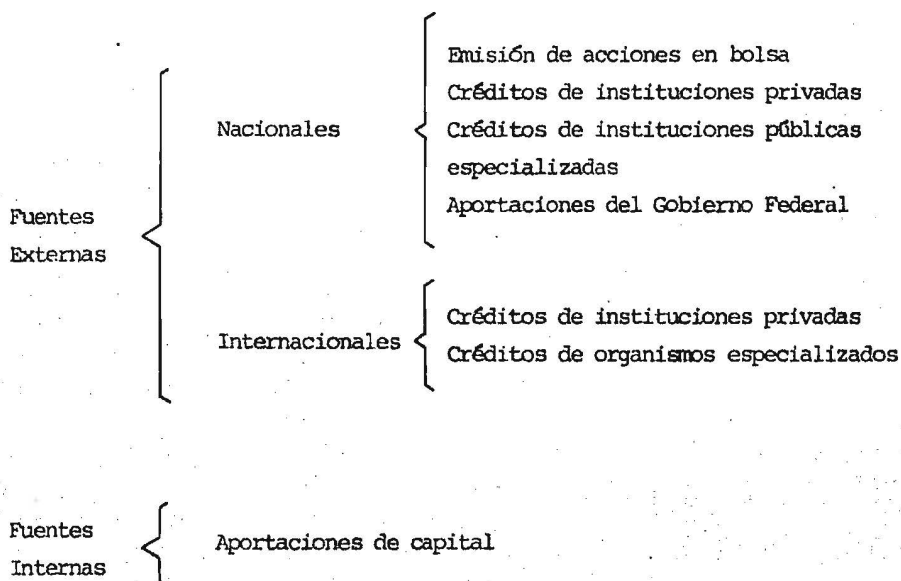 Fuentes
Externas
Nacionales
Emisión de acciones en bolsa
Créditos de instituciones privadas
Créditos de instituciones públicas
especializadas
Aportaciones del Gobierno Federal
Internacionales
Créditos de instituciones privadas
Créditos de organismos especializados
Fuentes
Internas
Aportaciones de capital